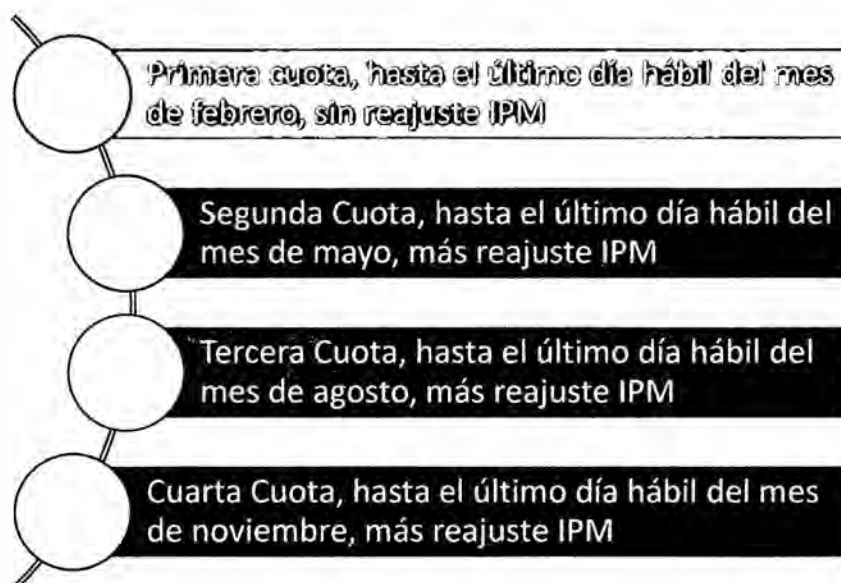 Primera cuota, hasta el último día hábil del mes
de febrero, sin reajuste IPM
Segunda Cuota, hasta el último día hábil del
mes de mayo, más reajuste IPM
Tercera Cuota, hasta el último día hábil del
mes de agosto, más reajuste IPM
Cuarta Cuota, hasta el último día hábil del mes
de noviembre, más reajuste IPM